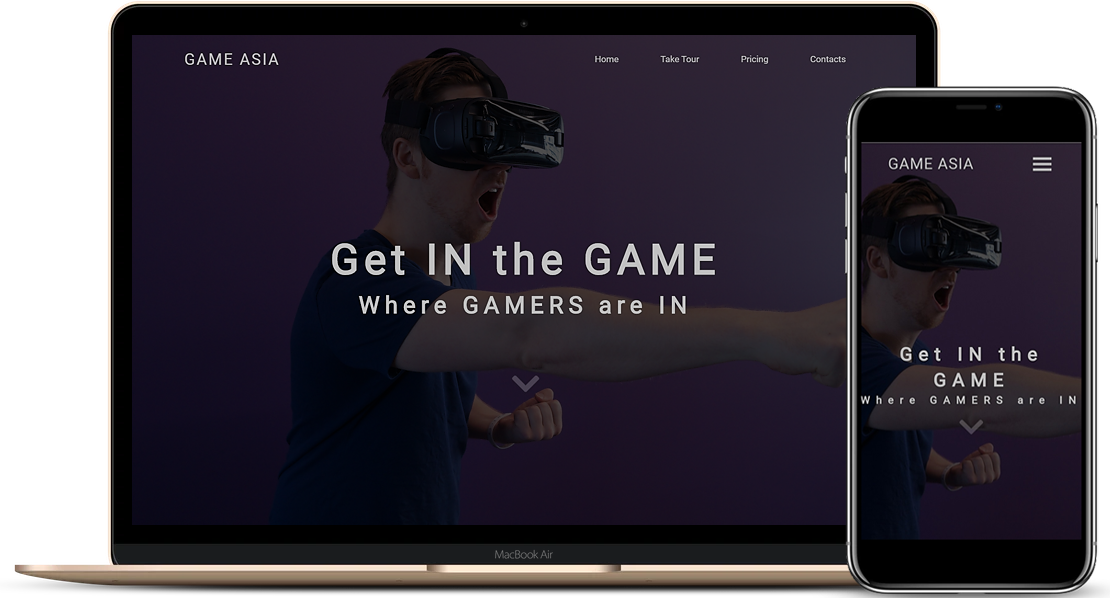 GAME ASIA
Home Take Tour Pricing Contacts
Get IN the GAME
Where GAMERS are IN
MacBook Air
GAME ASIA
Get IN the
GAME
Where GAMERS are IN